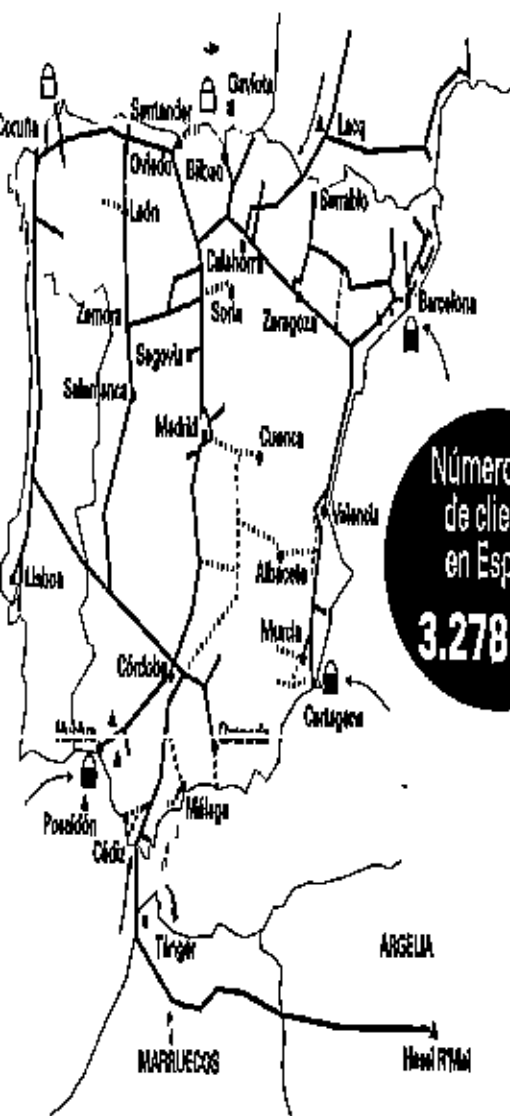 Gaviota
Santander
Coruña
Oviedo
Bilbao
Lacq
León
Serrablo
Calahorra
Zamora
Soria
Zaragoza
Barcelona
Segovia
Salamanca
Madrid
Cuenca
Número
de clie
en Esp
3.278
Valencia
Lisboa
Albacete
Murcia
Córdoba
Cartagena
Málaga
Poseidón
Cádiz
Tánger
ARGELIA
MARRUECOS
Hassi R'Mel